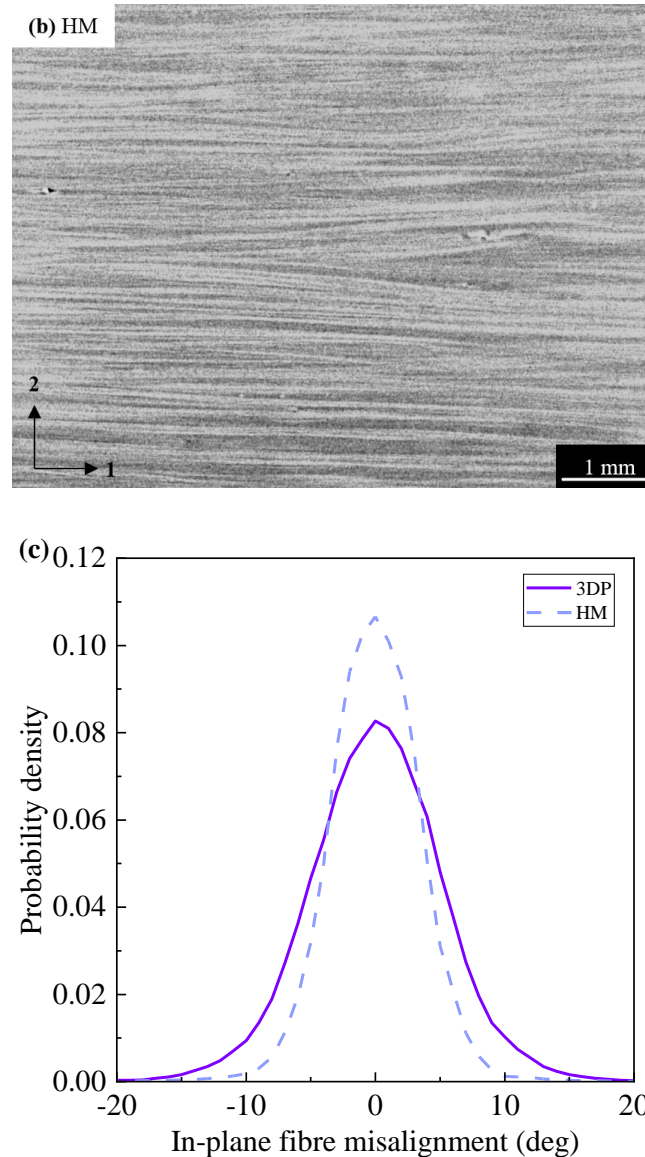 (b) HM
2
1
1 mm
(c)
0.12
0.10
0.08
0.06
0.04
0.02
0.00
Probability density
3DP
HM
-20
-10
0
10
20
In-plane fibre misalignment (deg)